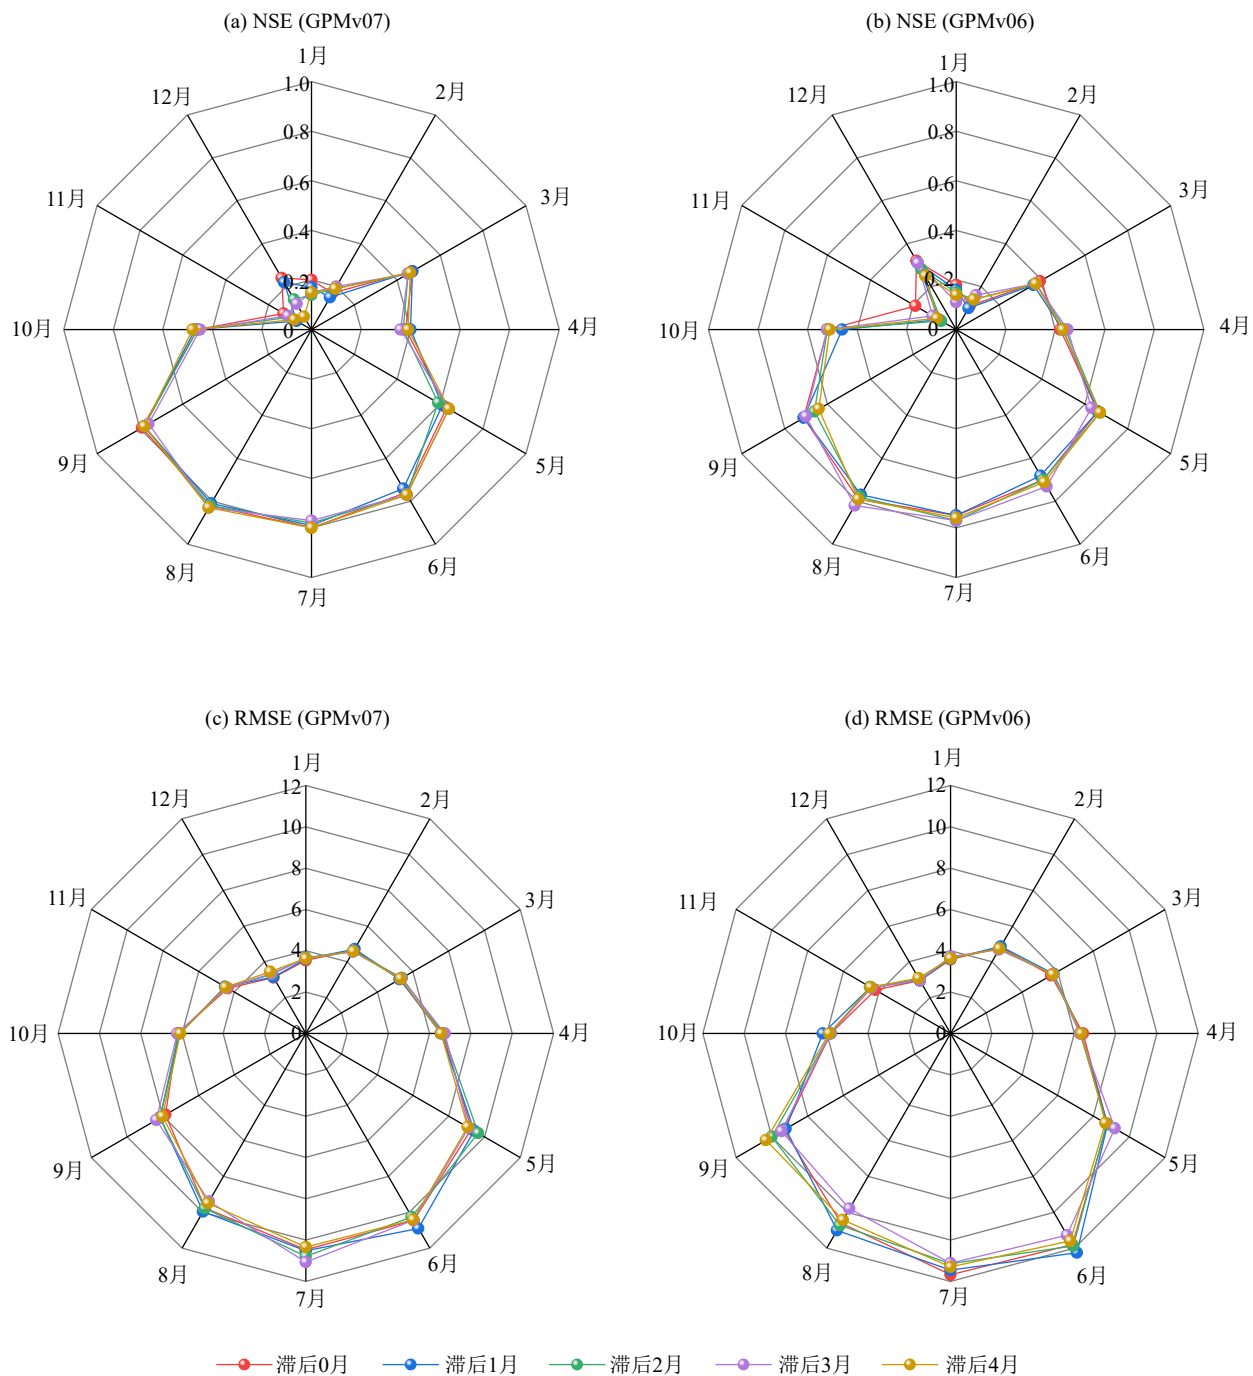 (a) NSE (GPMv07)
1月
2月
3月
4月
5月
6月
7月
8月
9月
10月
11月
12月
1.0
0.8
0.6
0.4
0.2
0
(b) NSE (GPMv06)
1月
2月
3月
4月
5月
6月
7月
8月
9月
10月
11月
12月
1.0
0.8
0.6
0.4
0.2
0
(c) RMSE (GPMv07)
1月
2月
3月
4月
5月
6月
7月
8月
9月
10月
11月
12月
12
10
8
6
4
2
0
(d) RMSE (GPMv06)
1月
2月
3月
4月
5月
6月
7月
8月
9月
10月
11月
12月
12
10
8
6
4
2
0
滞后0月 滞后1月 滞后2月 滞后3月 滞后4月